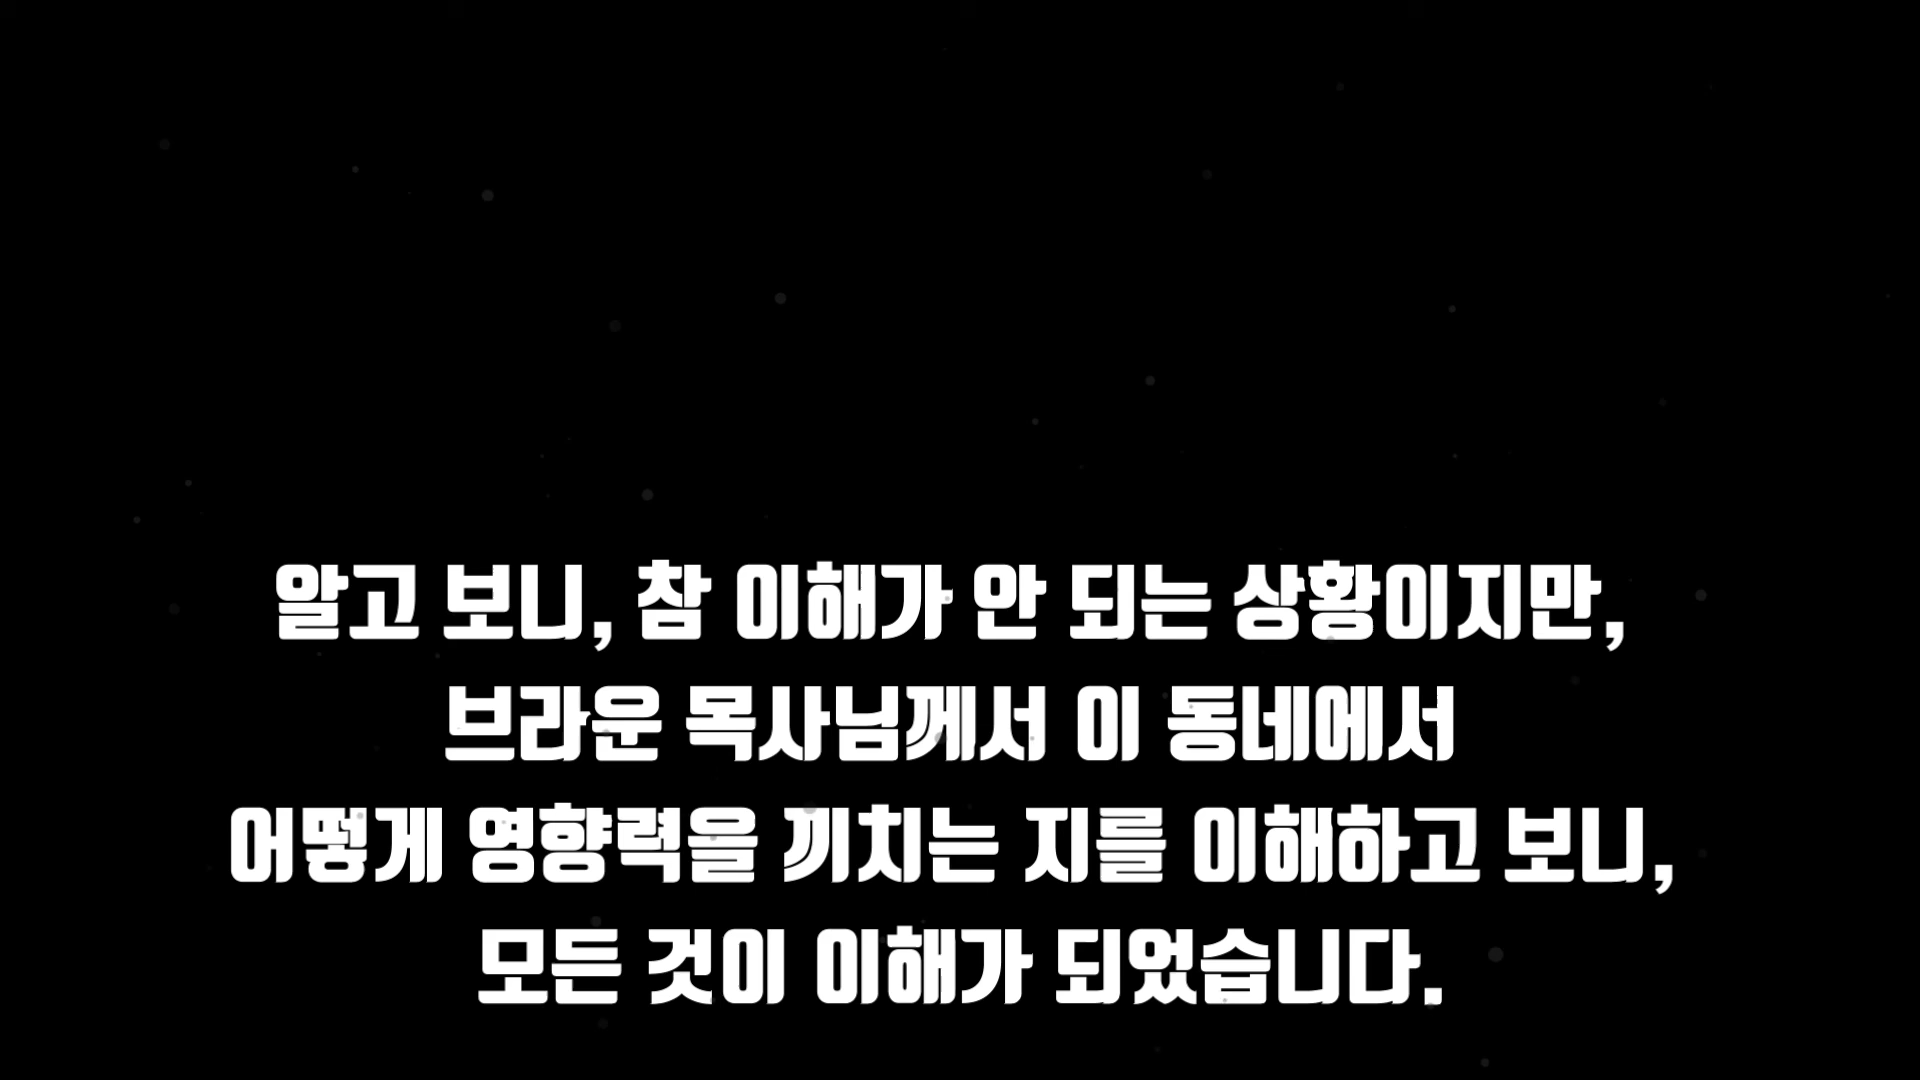 알고 보니, 참 이해가 안 되는 상황이지만,
브라운 목사님께서 이 동네에서
어떻게 영향력을 끼치는 지를 이해하고 보니,
모든 것이 이해가 되었습니다.